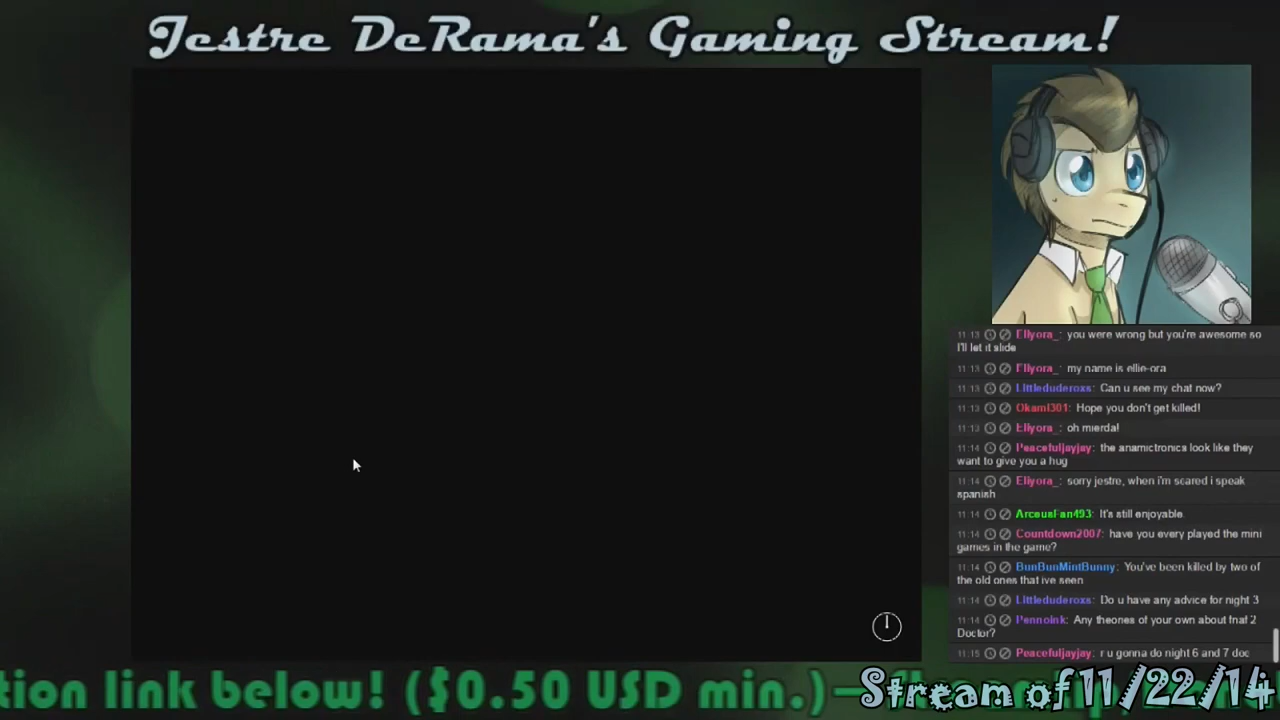 Jestre DeRama's Gaming Stream!
11:13 Ellyora_: you were wrong but you're awesome so
I'll let it slide
11:13 Ellyora_: my name is ellie-ora
11:13 Littleduderoxs: Can u see my chat now?
11:13 Okami301: Hope you don't get killed!
11:13 Ellyora_: oh mierda!
11:14 Peacefuljayjay: the anamictronics look like they
want to give you a hug
11:14 Ellyora_: sorry jestre, when i'm scared i speak
spanish
11:14 ArceusFan493: It's still enjoyable.
11:14 Countdown2007: have you every played the mini
games in the game?
11:14 BunBunMintBunny: You've been killed by two of
the old ones that ive seen
11:14 Littleduderoxs: Do u have any advice for night 3
11:14 Pennoink: Any theories of your own about fnaf 2
Doctor?
11:15 Peacefuljayjay: r u gonna do night 6 and 7 doc
tion link below! ($0.50 USD min.)
Stream of 11/22/14